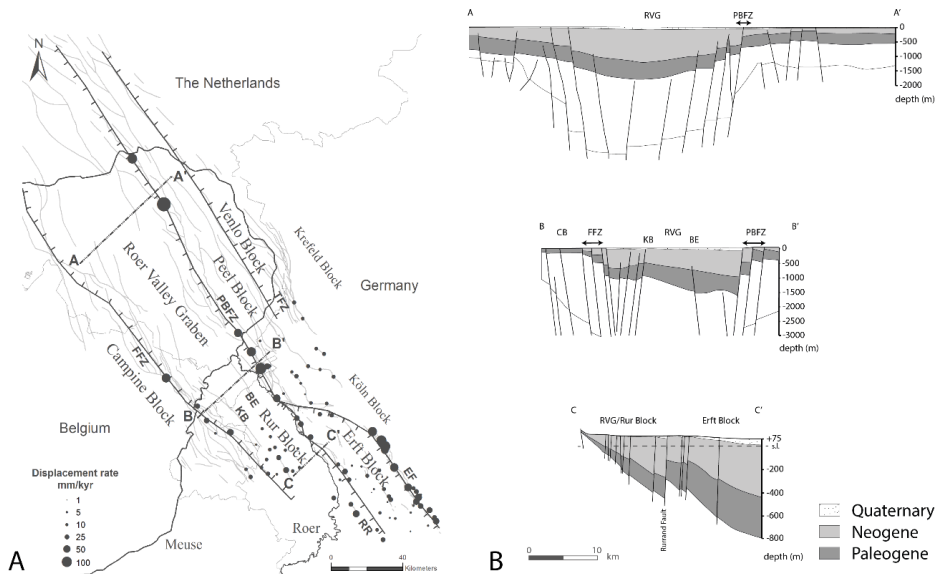 N
The Netherlands
A'
A
Venlo Block
Peel Block
Krefeld Block
Roer Valley Graben
TFZ
PBFZ
Germany
FFZ
Campine Block
B'
B
KB
BE
Rur Block
Köln Block
C'
Erft Block
C
EF
RR
Belgium
Roer
Meuse
Displacement rate
mm/kyr
1
5
10
25
50
100
0 10 20 40
Kilometers
A
A RVG PBFZ A'
0
-500
-1000
-1500
-2000
depth (m)
B CB FFZ KB RVG BE PBFZ B'
0
-500
-1000
-1500
-2000
-2500
-3000
depth (m)
C RVG/Rur Block Erft Block C'
+75
s.l.
-200
-400
-600
-800
depth (m)
Rurrand Fault
0 10
km
Quaternary
Neogene
Paleogene
B